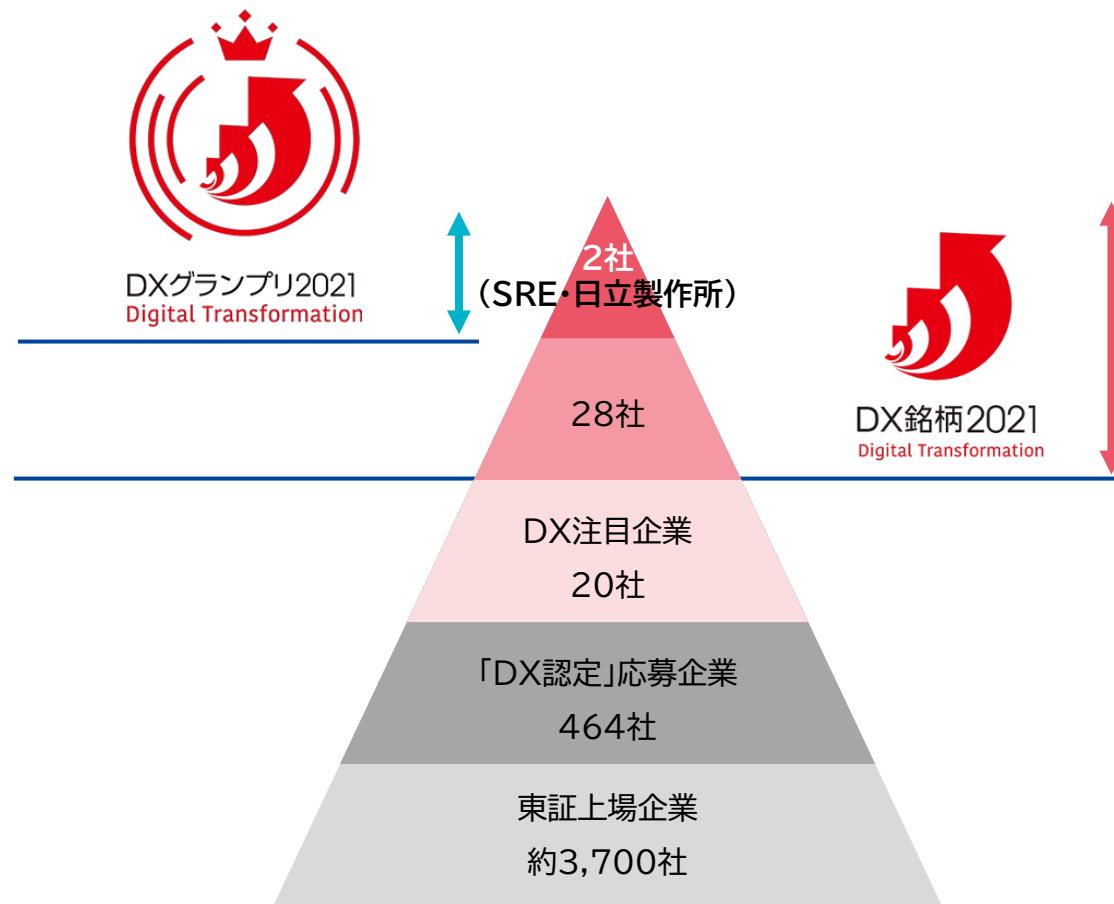 DXグランプリ2021
Digital Transformation
2社
（SRE・日立製作所）
28社
DX銘柄2021
Digital Transformation
DX注目企業
20社
「DX認定」応募企業
464社
東証上場企業
約3,700社